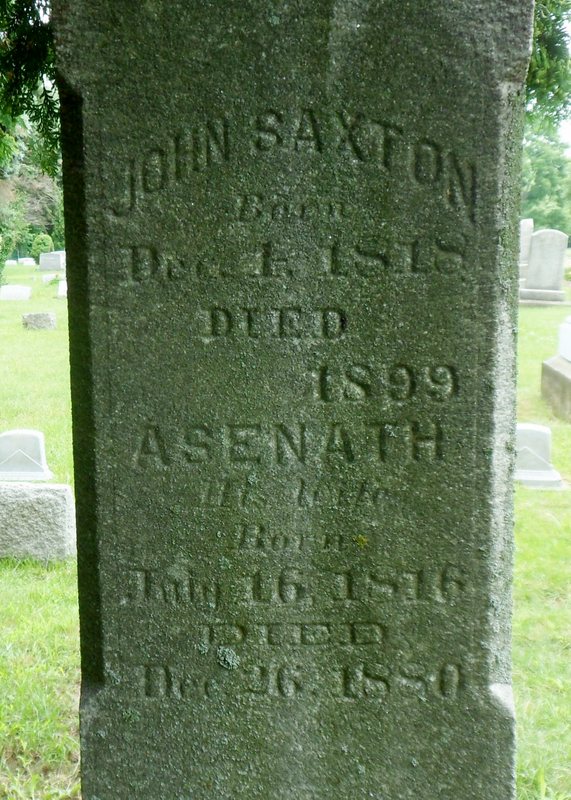 JOHN SAXTON
Born
Dec. 1. 1818
DIED
1899
ASENATH
His Wife
Born
July 16. 1816
DIED
Dec. 26. 1880